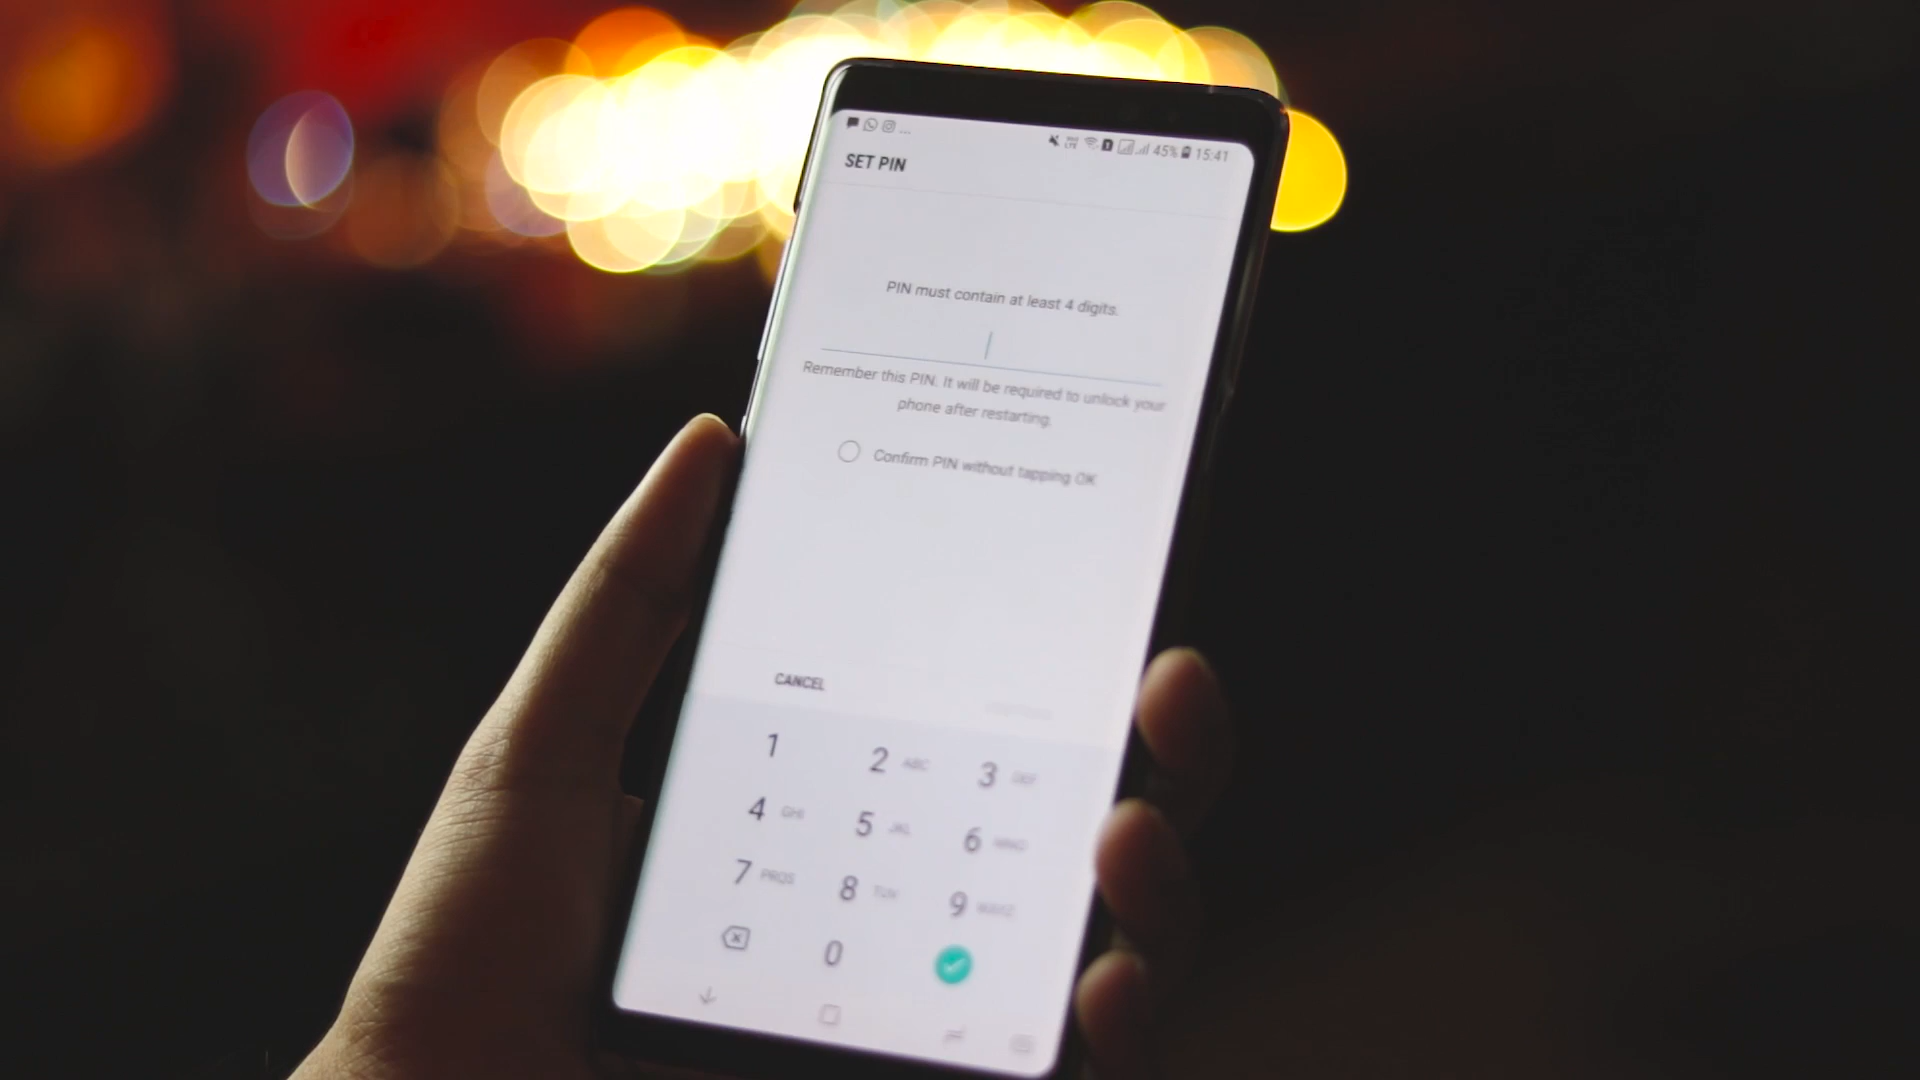 45% 15:41
SET PIN
PIN must contain at least 4 digits.
Remember this PIN. It will be required to unlock your
phone after restarting.
Confirm PIN without tapping OK
CANCEL
1 2 ABC 3 DEF
4 GHI 5 JKL 6 MNO
7 PQRS 8 TUV 9 WXYZ
0